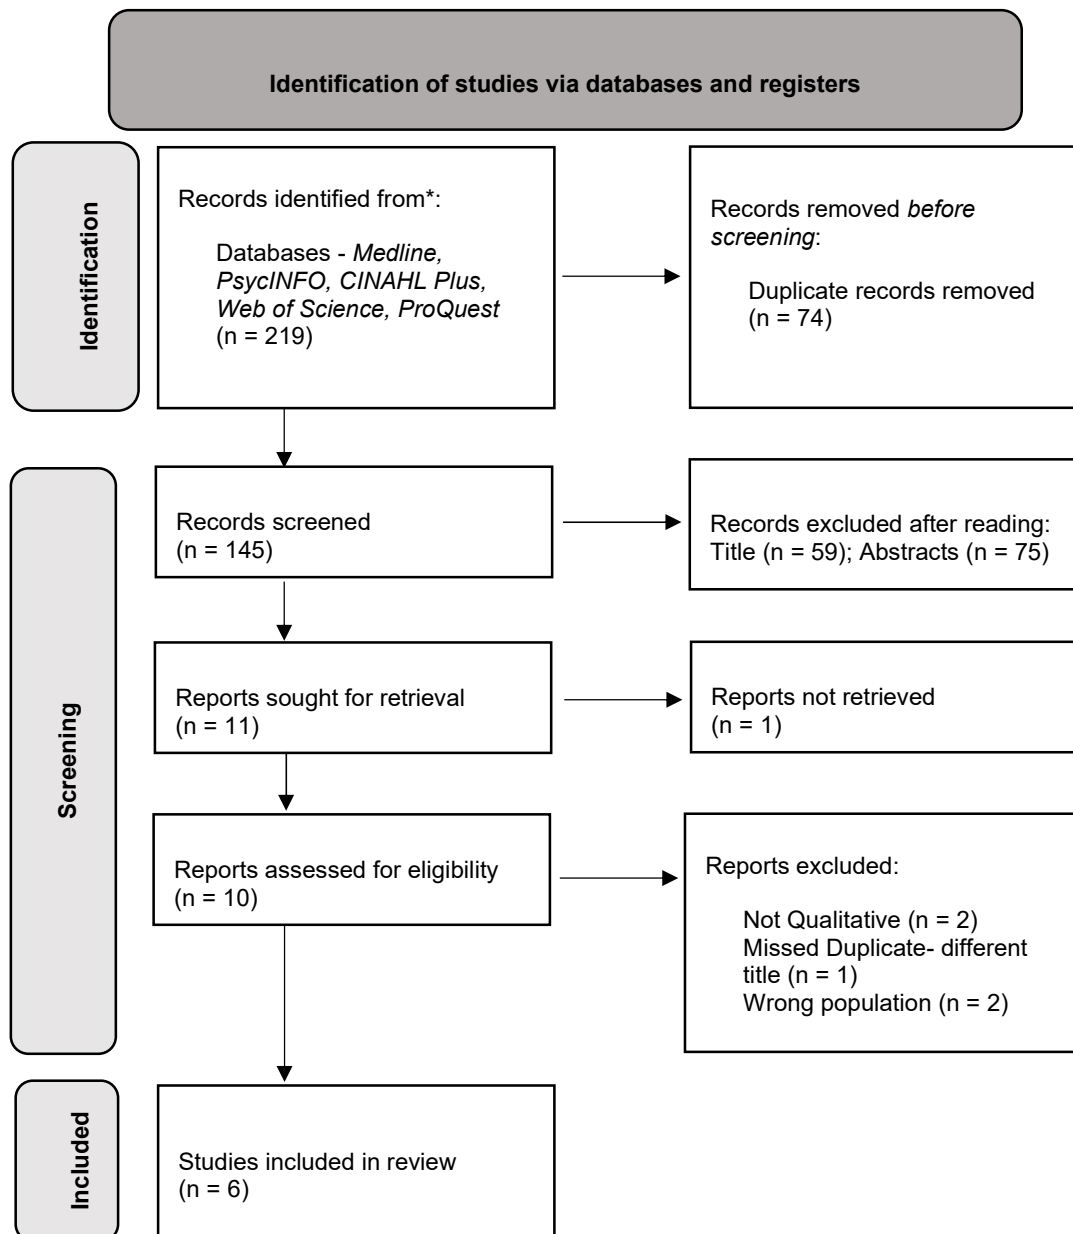 Identification of studies via databases and registers
Identification
Records identified from*:
Databases - Medline,
PsycINFO, CINAHL Plus,
Web of Science, ProQuest
(n = 219)
Records removed before
screening:
Duplicate records removed
(n = 74)
Screening
Records screened
(n = 145)
Records excluded after reading:
Title (n = 59); Abstracts (n = 75)
Reports sought for retrieval
(n = 11)
Reports not retrieved
(n = 1)
Reports assessed for eligibility
(n = 10)
Reports excluded:
Not Qualitative (n = 2)
Missed Duplicate- different
title (n = 1)
Wrong population (n = 2)
Included
Studies included in review
(n = 6)